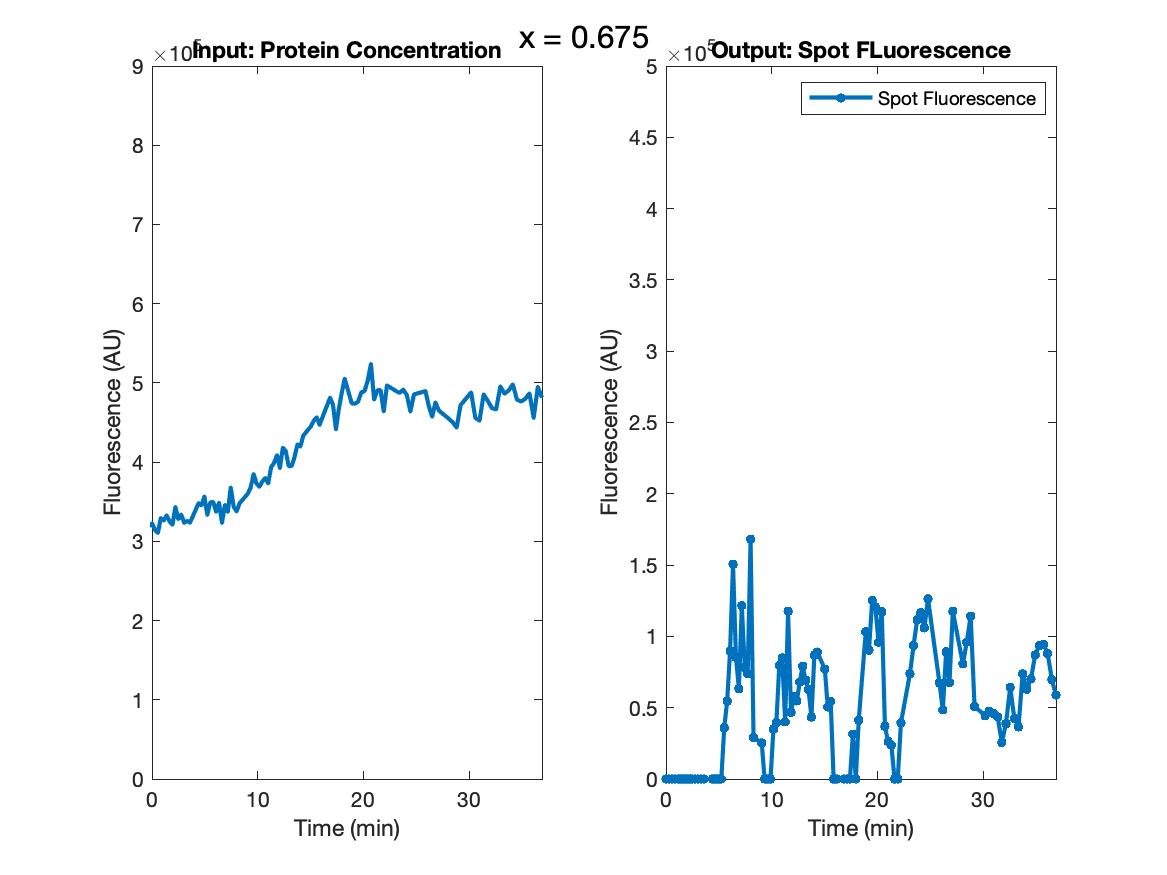 x = 0.675
×10⁵
Input: Protein Concentration
9
8
7
6
5
4
3
2
1
0
Fluorescence (AU)
0 10 20 30
Time (min)
×10⁵
Output: Spot FLuorescence
Spot Fluorescence
5
4.5
4
3.5
3
2.5
2
1.5
1
0.5
0
Fluorescence (AU)
0 10 20 30
Time (min)